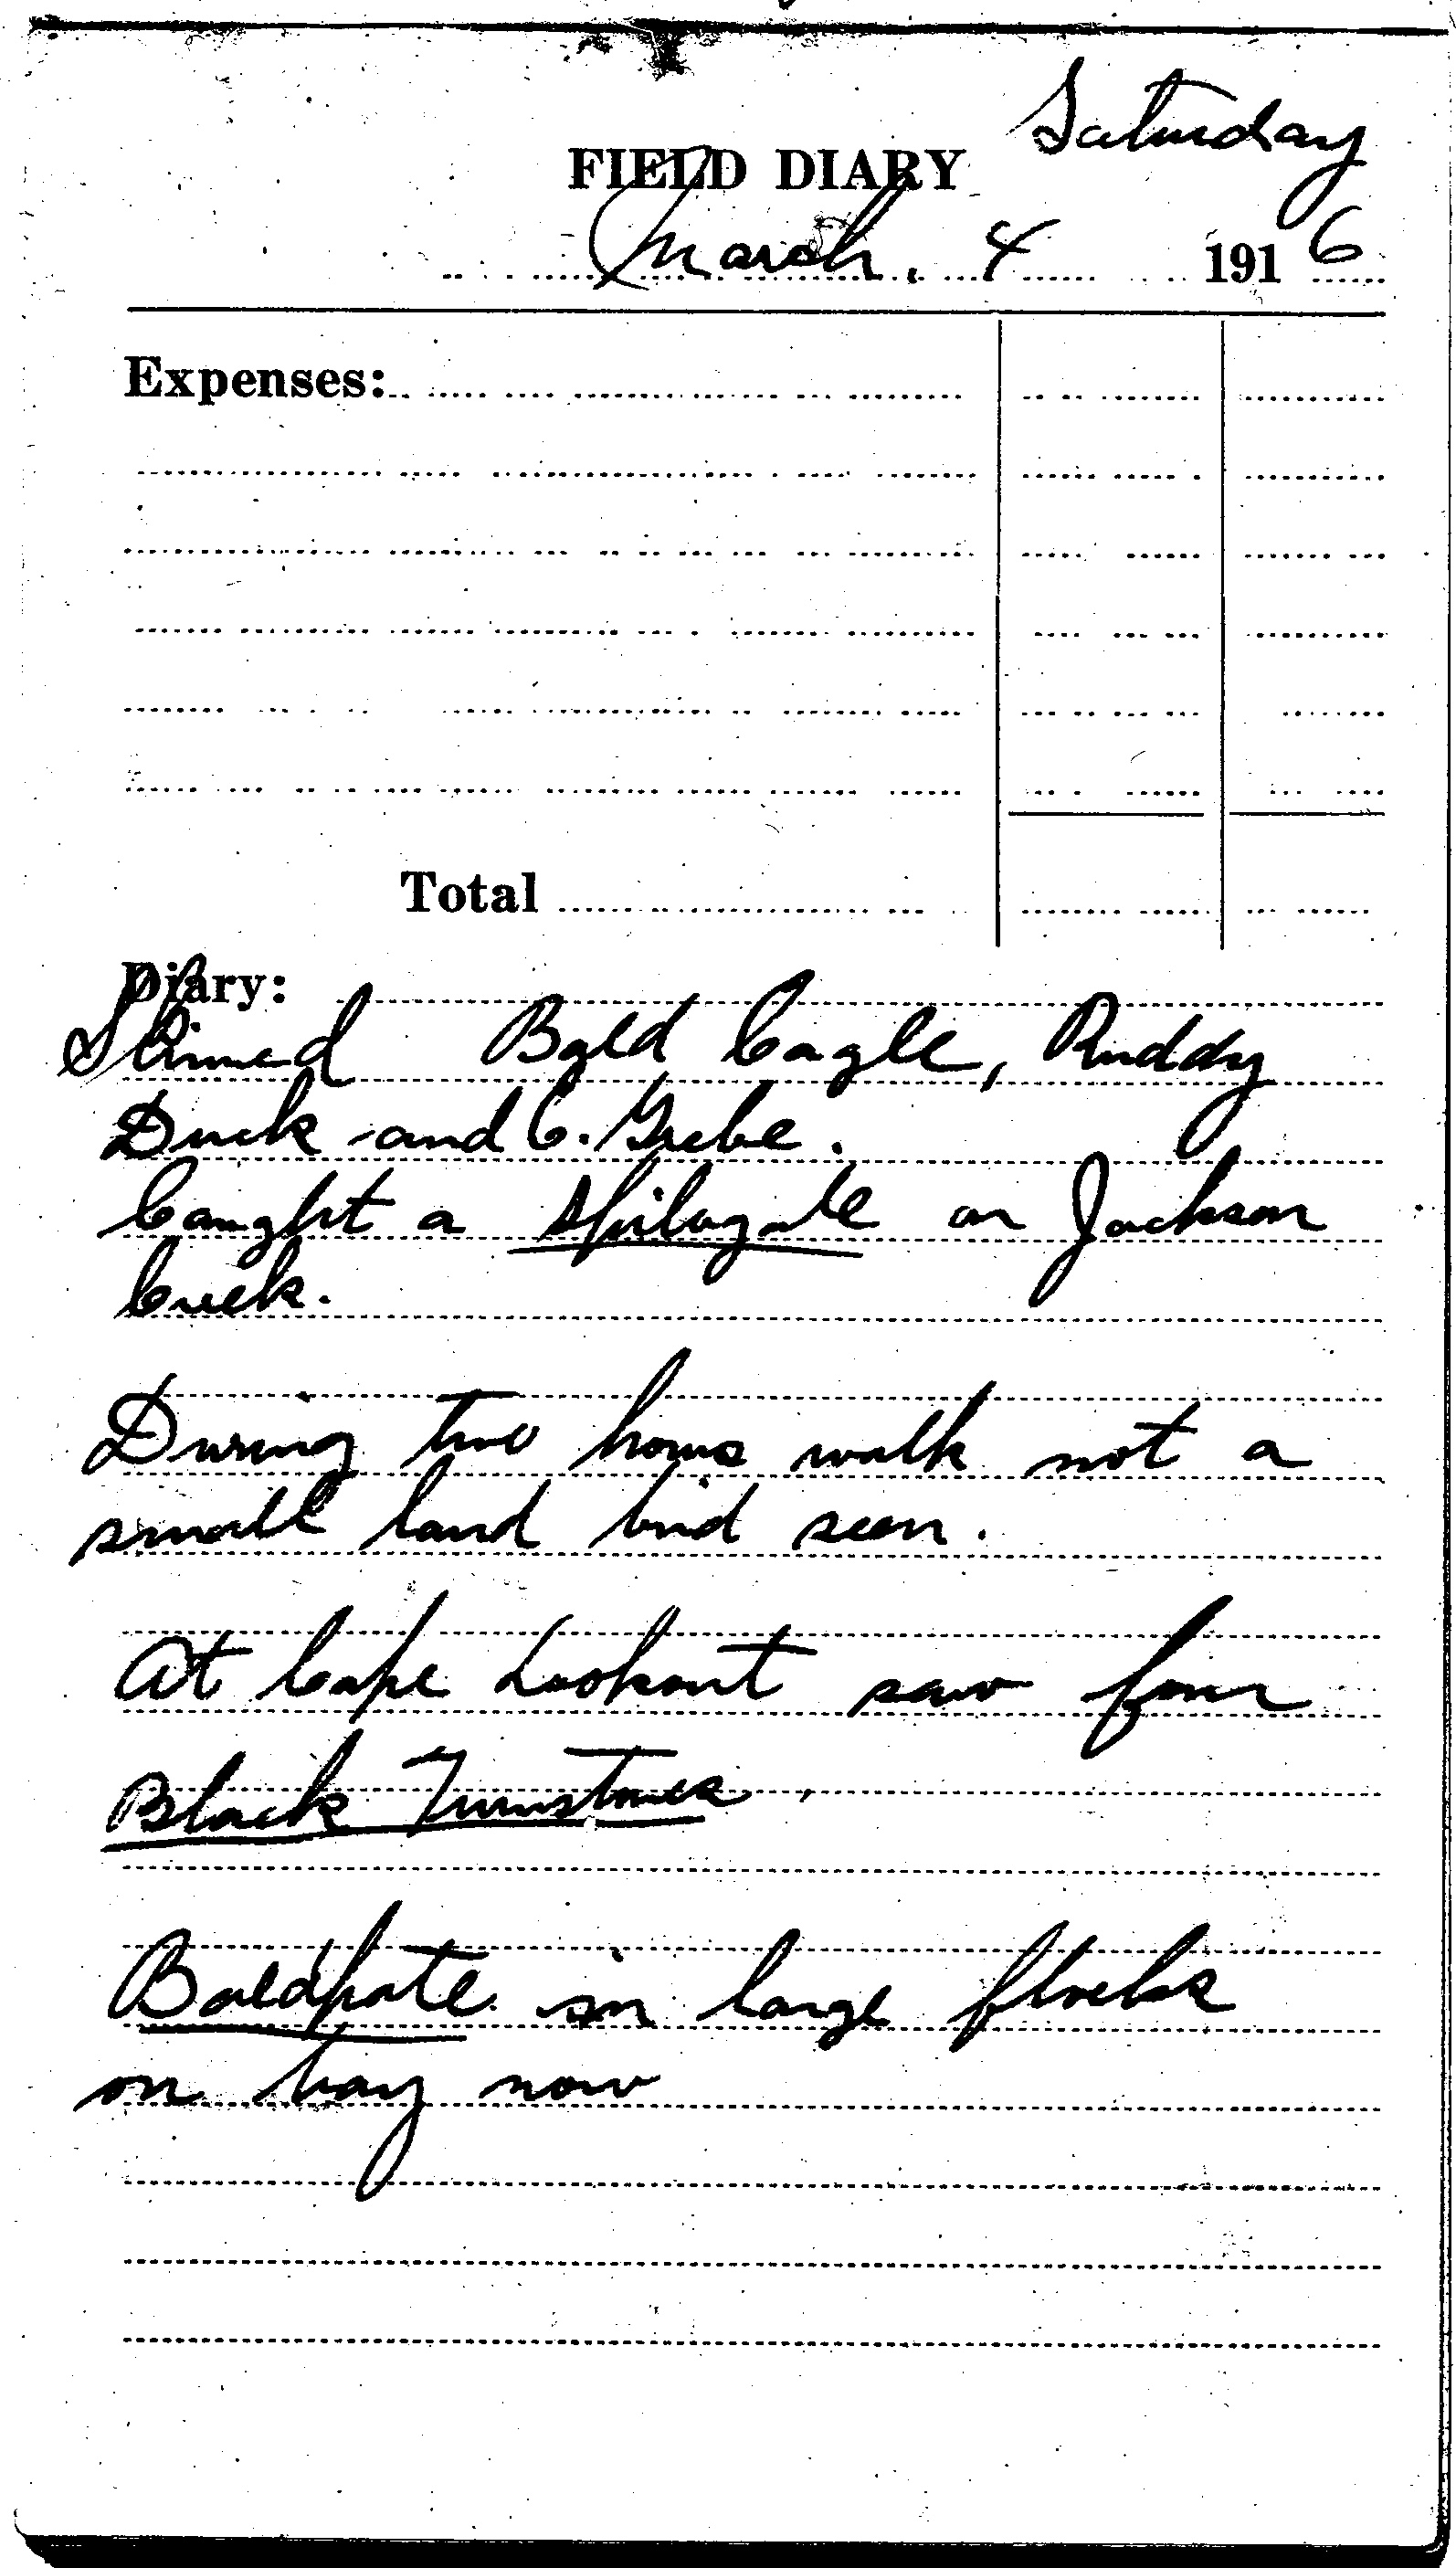 Saturday
FIELD DIARY
March. 4 1916
Expenses:
Total
Diary:
Skinned Bald Eagle, Ruddy
Duck and E. Grebe.
Caught a Spilogale on Jackson
Creek.
During two hours walk not a
small land bird seen.
At Cape Lookout saw four
Black Turnstones.
Baldpate in large flocks
on bay now